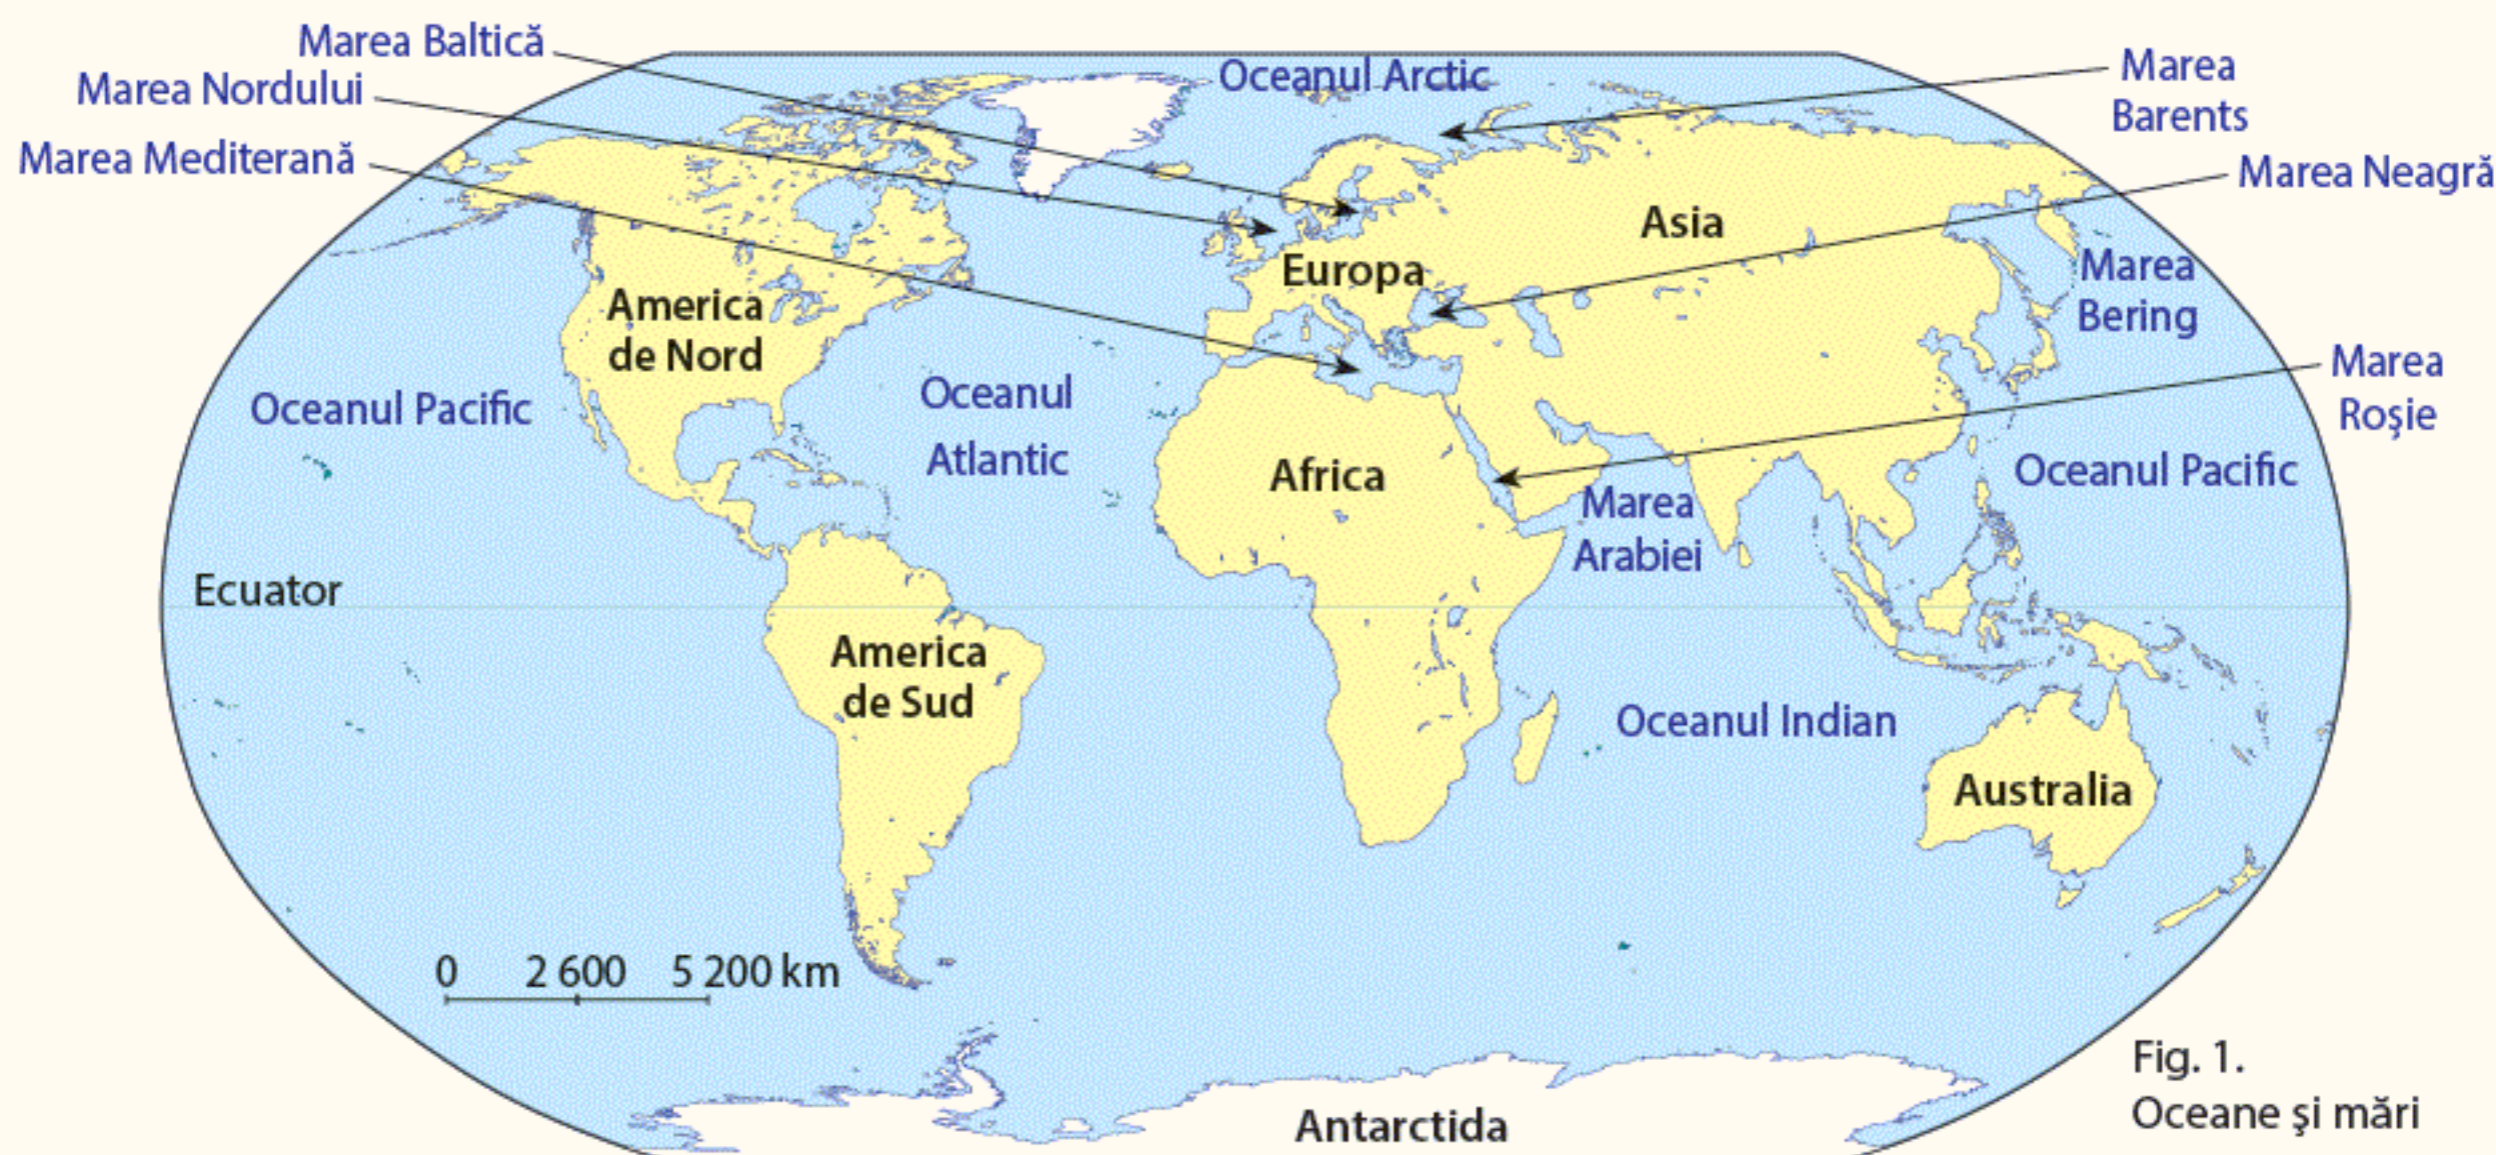 Marea Baltică
Marea Nordului
Marea Mediterană
Oceanul Arctic
Marea
Barents
Marea Neagră
Asia
Europa
Marea
Bering
America
de Nord
Marea
Roşie
Oceanul Pacific
Oceanul
Atlantic
Africa
Oceanul Pacific
Marea
Arabiei
Ecuator
America
de Sud
Oceanul Indian
Australia
0 2 600 5 200 km
Antarctida
Fig. 1.
Oceane şi mări